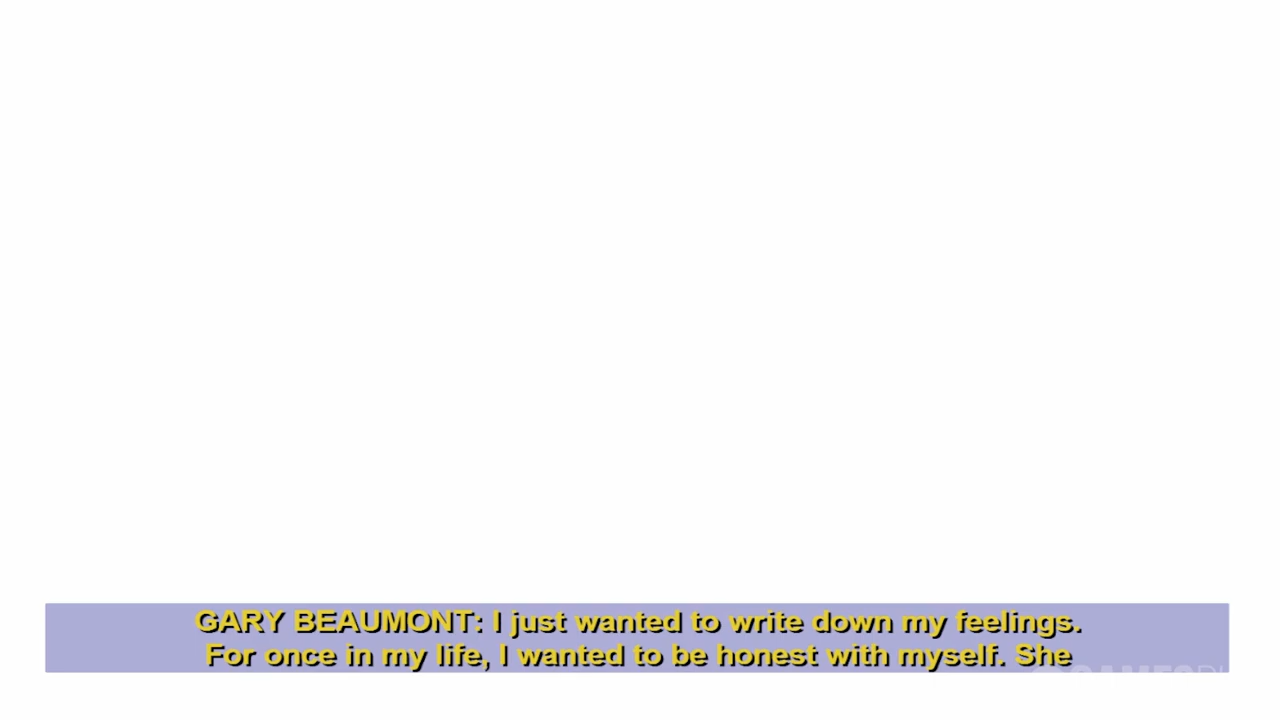 GARY BEAUMONT: I just wanted to write down my feelings.
For once in my life, I wanted to be honest with myself. She